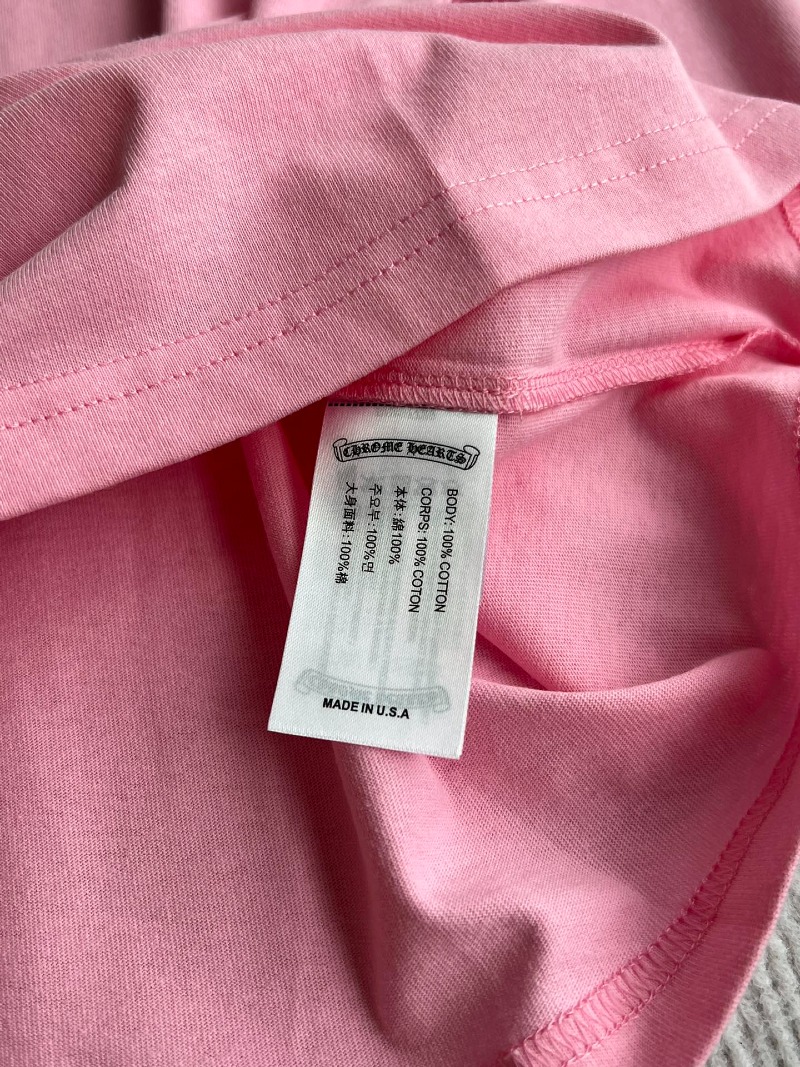 CHROME HEARTS
BODY: 100% COTTON
CORPS: 100% COTON
本体: 綿100%
주요부: 100%면
大身面料: 100%棉
MADE IN U.S.A